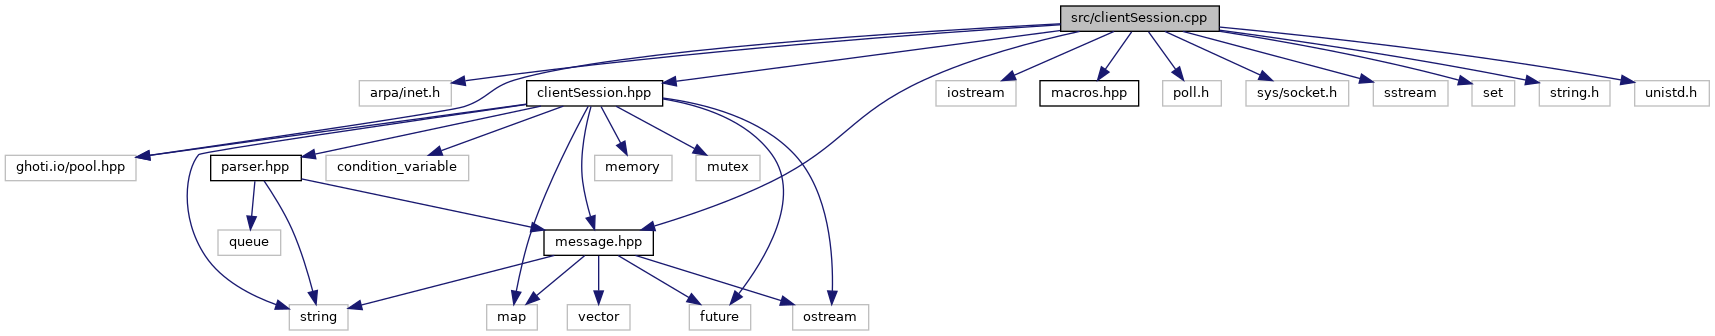 src/clientSession.cpp
arpa/inet.h
clientSession.hpp
iostream
macros.hpp
poll.h
sys/socket.h
sstream
set
string.h
unistd.h
ghoti.io/pool.hpp
parser.hpp
condition_variable
memory
mutex
queue
message.hpp
string
map
vector
future
ostream